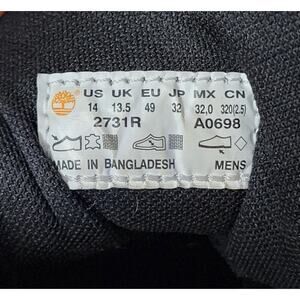 US UK EU JP MX CN
14 13.5 49 32 32,0 320(2.5)
2731R A0698
MADE IN BANGLADESH MENS